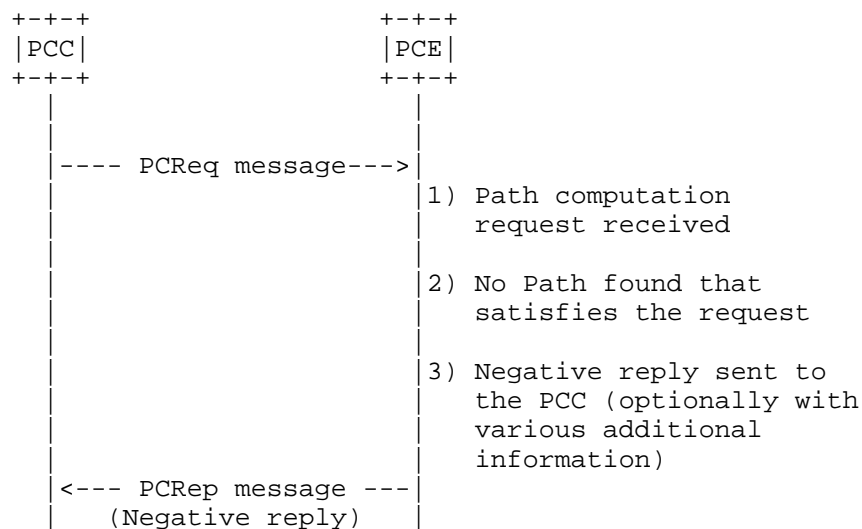 +-+-+                    +-+-+
|PCC|                    |PCE|
+-+-+                    +-+-+
  |                        |
  |                        |
  |---- PCReq message--->|
  |                        |1) Path computation
  |                        |   request received
  |                        |
  |                        |2) No Path found that
  |                        |   satisfies the request
  |                        |
  |                        |3) Negative reply sent to
  |                        |   the PCC (optionally with
  |                        |   various additional
  |                        |   information)
  |<--- PCRep message ---|
  |   (Negative reply)   |